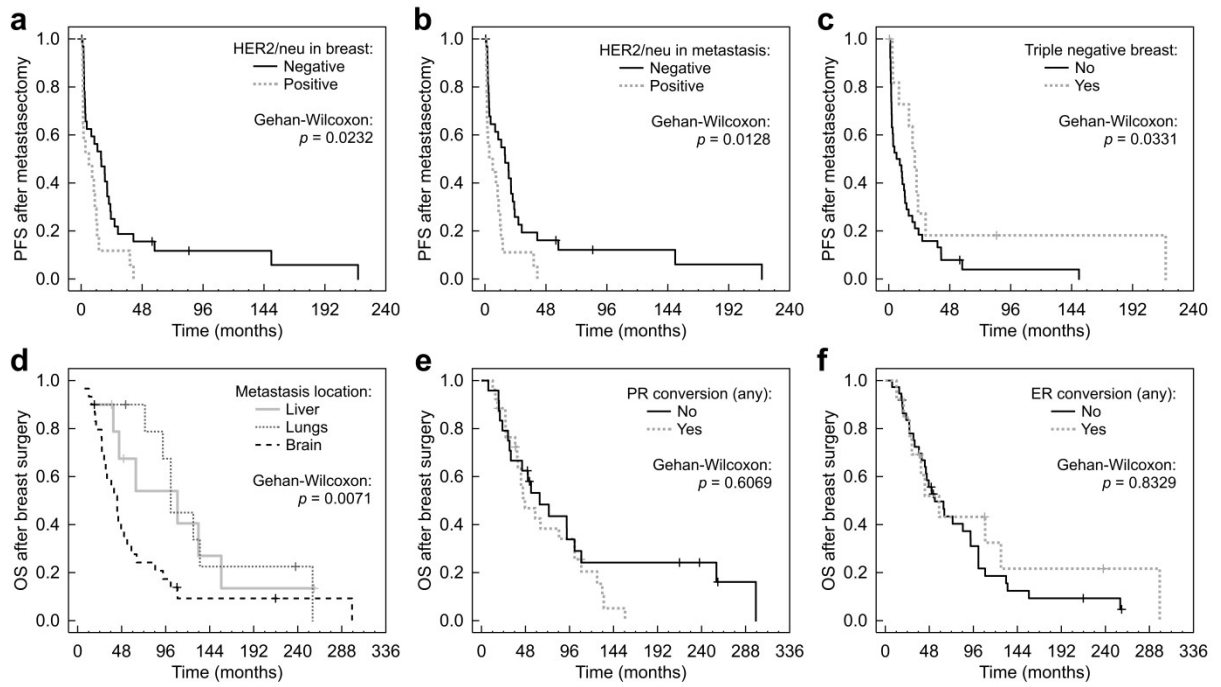 a
HER2/neu in breast:
Negative
Positive
Gehan-Wilcoxon:
p = 0.0232
PFS after metastasectomy
1.0
0.8
0.6
0.4
0.2
0.0
0 48 96 144 192 240
Time (months)
b
HER2/neu in metastasis:
Negative
Positive
Gehan-Wilcoxon:
p = 0.0128
PFS after metastasectomy
1.0
0.8
0.6
0.4
0.2
0.0
0 48 96 144 192 240
Time (months)
c
Triple negative breast:
No
Yes
Gehan-Wilcoxon:
p = 0.0331
PFS after metastasectomy
1.0
0.8
0.6
0.4
0.2
0.0
0 48 96 144 192 240
Time (months)
d
Metastasis location:
Liver
Lungs
Brain
Gehan-Wilcoxon:
p = 0.0071
OS after breast surgery
1.0
0.8
0.6
0.4
0.2
0.0
0 48 96 144 192 240 288 336
Time (months)
e
PR conversion (any):
No
Yes
Gehan-Wilcoxon:
p = 0.6069
OS after breast surgery
1.0
0.8
0.6
0.4
0.2
0.0
0 48 96 144 192 240 288 336
Time (months)
f
ER conversion (any):
No
Yes
Gehan-Wilcoxon:
p = 0.8329
OS after breast surgery
1.0
0.8
0.6
0.4
0.2
0.0
0 48 96 144 192 240 288 336
Time (months)